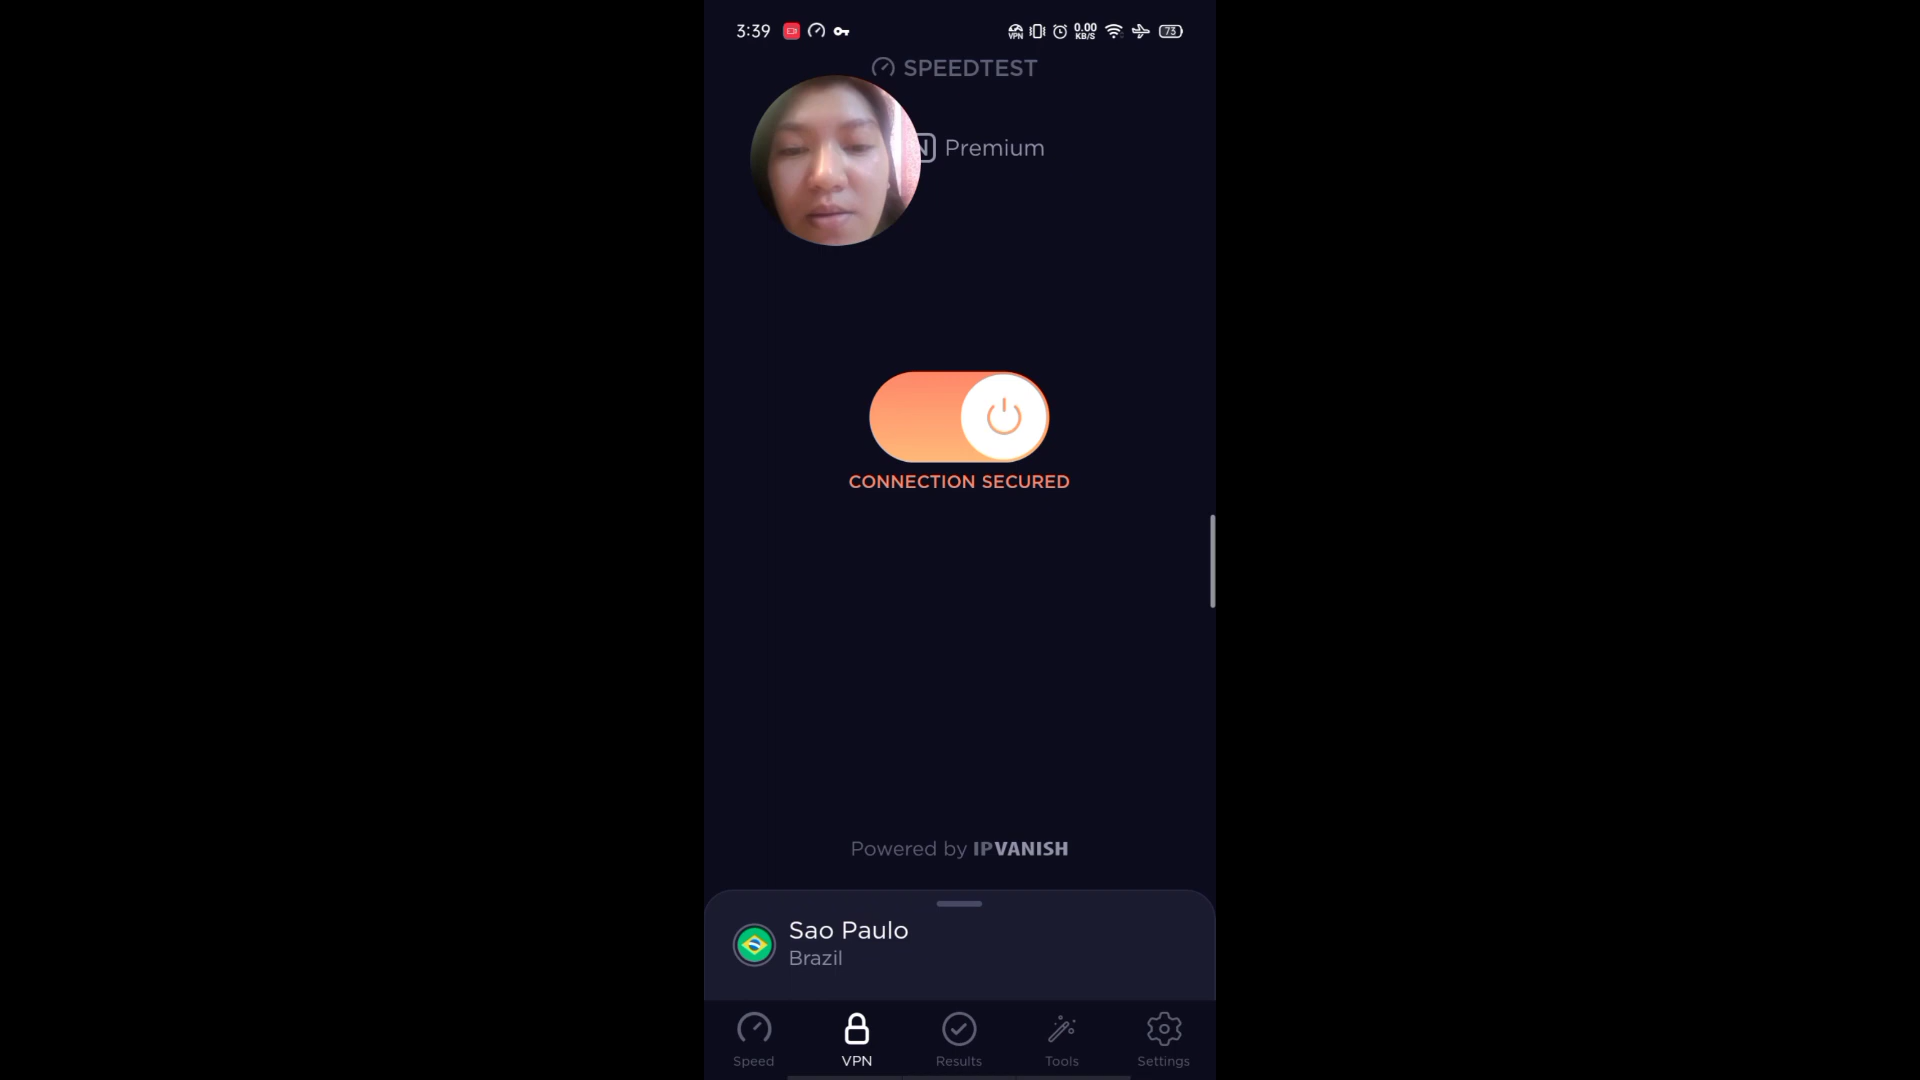 3:39 VPN 0.00 KB/S 73
SPEEDTEST
N Premium
CONNECTION SECURED
Powered by IPVANISH
Sao Paulo
Brazil
Speed VPN Results Tools Settings